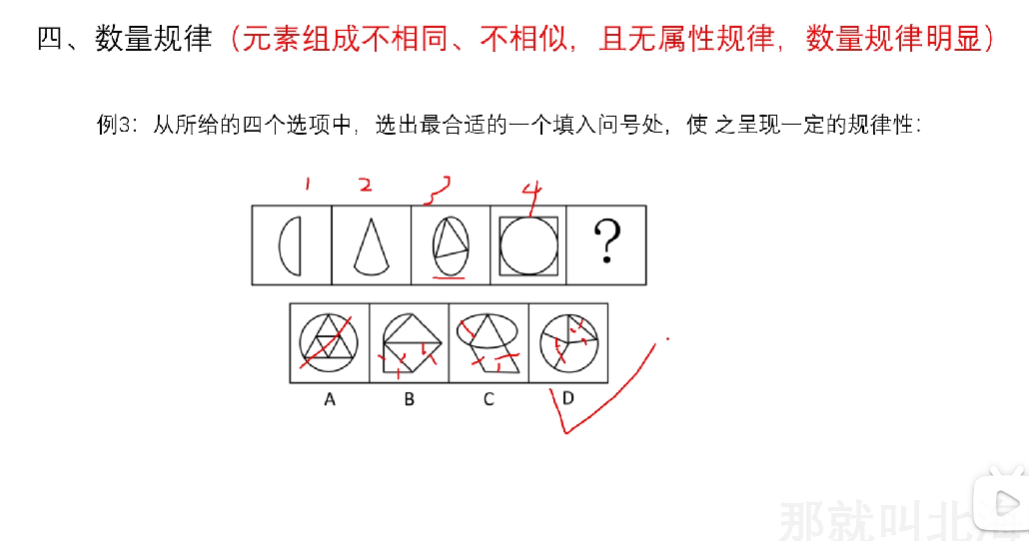 四、数量规律（元素组成不相同、不相似，且无属性规律，数量规律明显）
例3：从所给的四个选项中，选出最合适的一个填入问号处，使 之呈现一定的规律性：
1 2 3 4
?
A B C D
那就叫北海